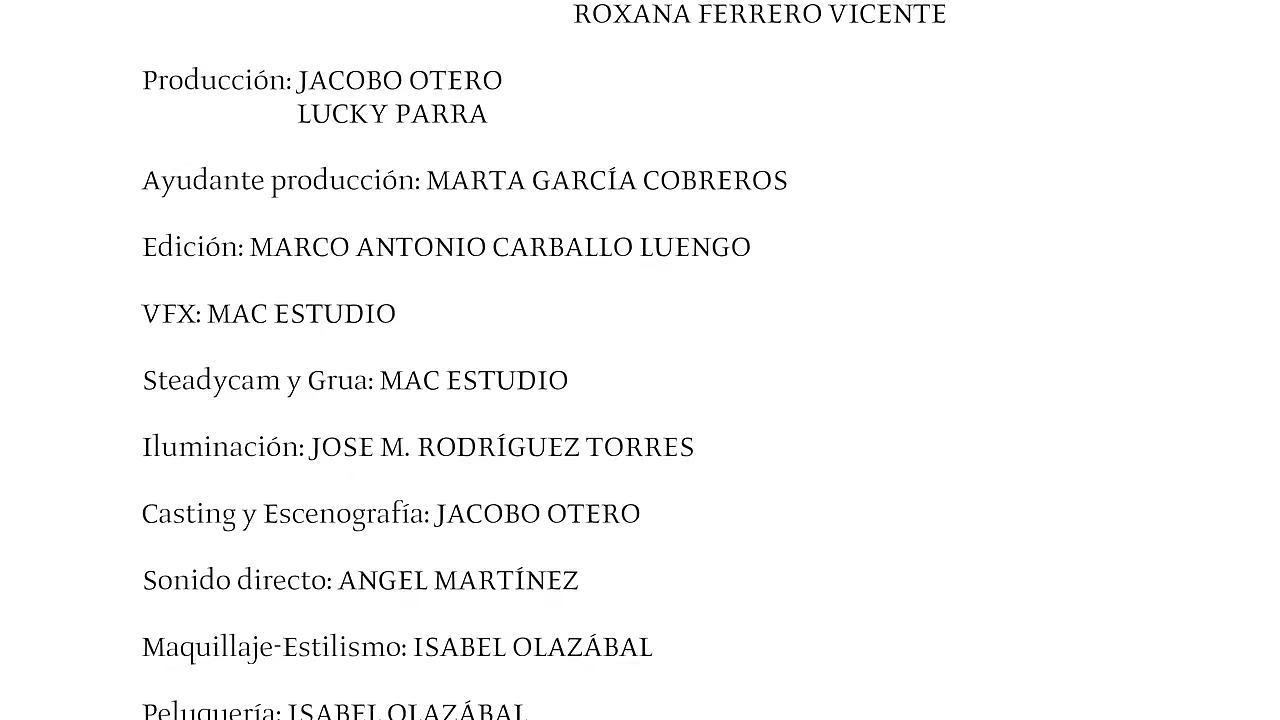 ROXANA FERRERO VICENTE
Producción: JACOBO OTERO
LUCKY PARRA
Ayudante producción: MARTA GARCÍA COBREROS
Edición: MARCO ANTONIO CARBALLO LUENGO
VFX: MAC ESTUDIO
Steadycam y Grua: MAC ESTUDIO
Iluminación: JOSE M. RODRÍGUEZ TORRES
Casting y Escenografía: JACOBO OTERO
Sonido directo: ANGEL MARTÍNEZ
Maquillaje-Estilismo: ISABEL OLAZÁBAL
Peluquería: ISABEL OLAZÁBAL